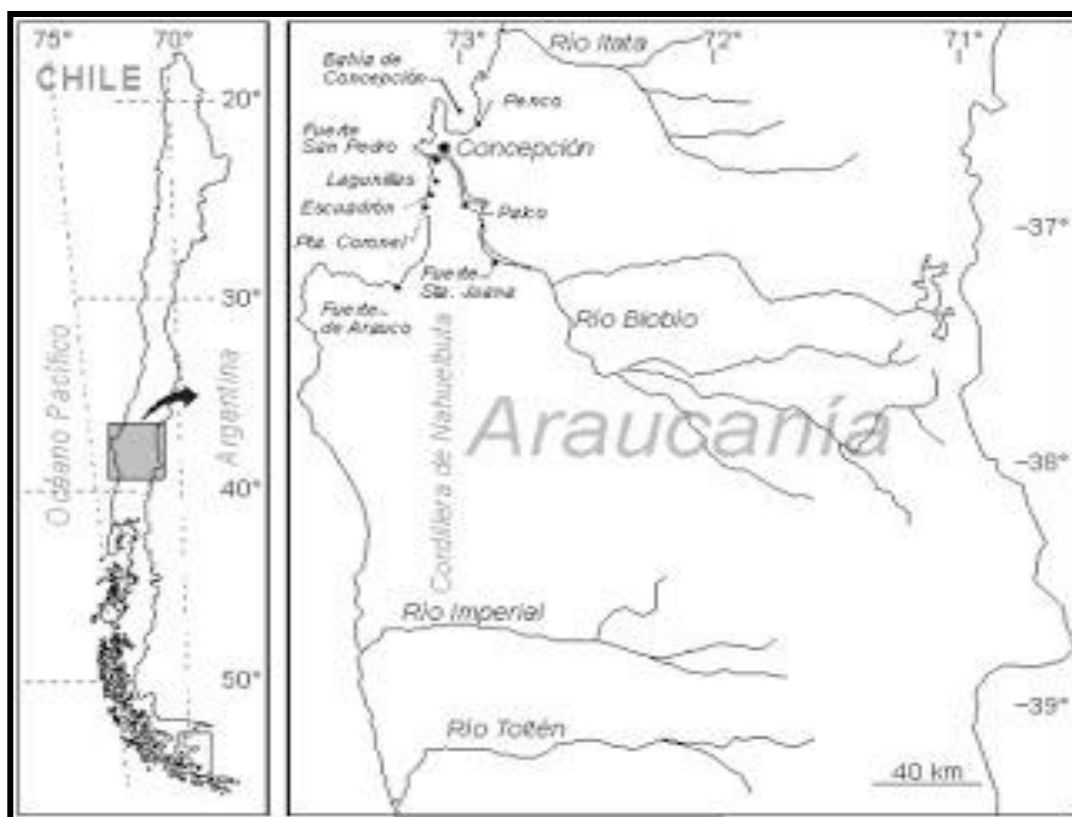 75° 70°
CHILE
20°
30°
40°
50°
Océano Pacífico
Argentina
73° 72° 71°
Río Itata
Bahía de
Concepción
Penco
Fuerte
San Pedro
Concepción
Lagunillas
Escuadrón
Palco
Pta. Coronel
-37°
Fuerte
Sta. Juana
Fuerte
de Arauco
Río Biobío
Cordillera de Nahuelbuta
Araucanía
-38°
Río Imperial
-39°
Río Toltén
40 km